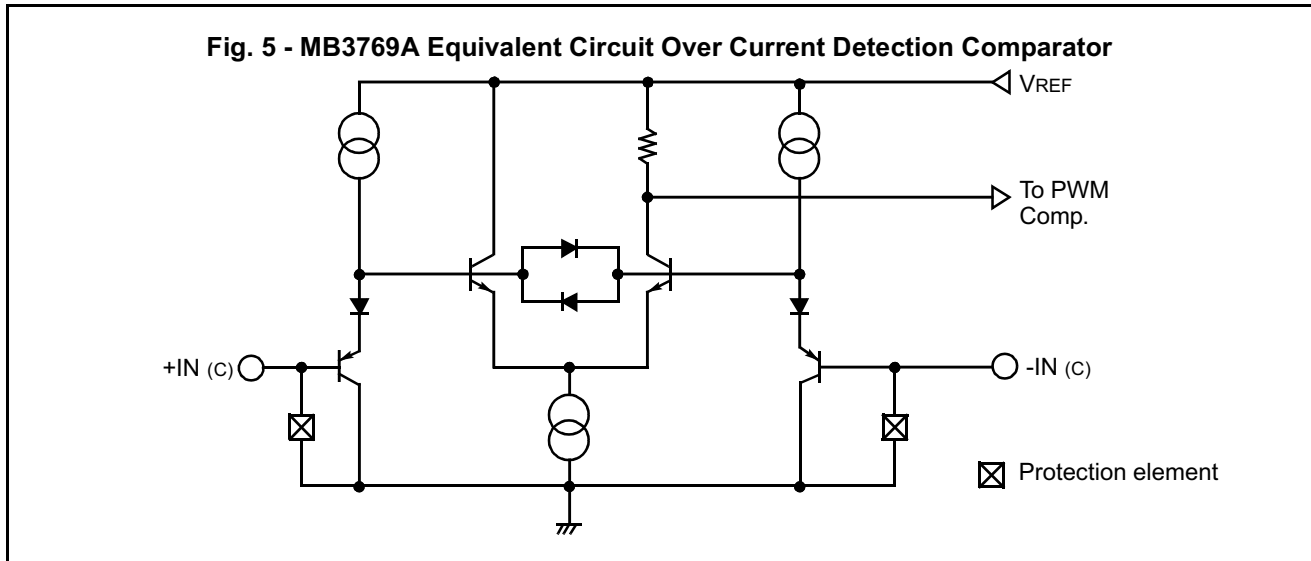 Fig. 5 - MB3769A Equivalent Circuit Over Current Detection Comparator
VREF
To PWM
Comp.
+IN (C)
-IN (C)
Protection element